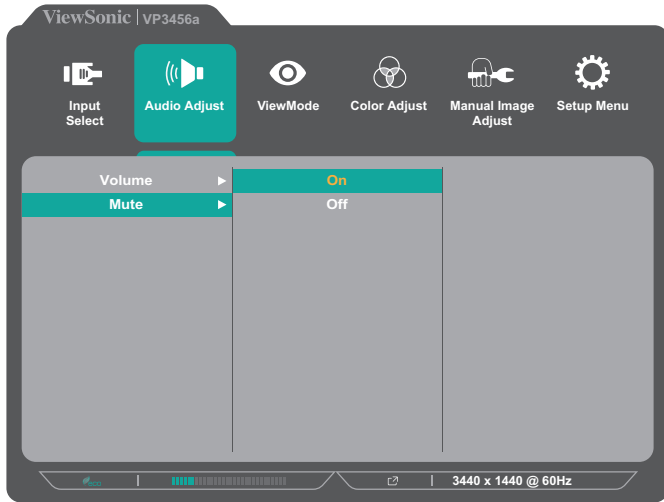 ViewSonic | VP3456a
Input
Select
Audio Adjust
ViewMode
Color Adjust
Manual Image
Adjust
Setup Menu
Volume
On
Mute
Off
eco
3440 x 1440 @ 60Hz